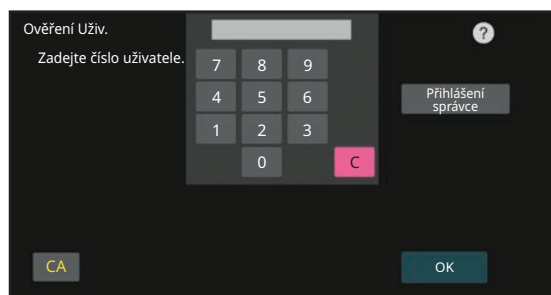 Ověření Uživ.
?
Zadejte číslo uživatele.
7 8 9
4 5 6
1 2 3
0 C
Přihlášení
správce
CA
OK